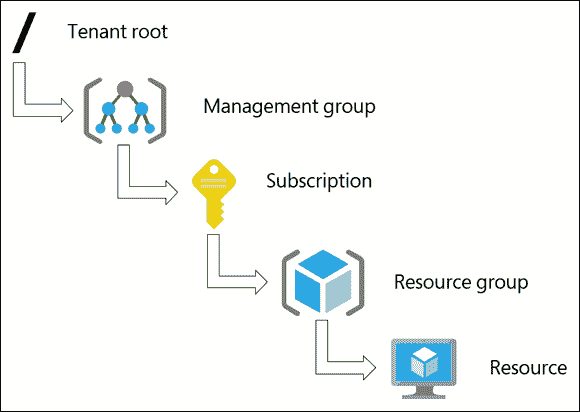 Tenant root
Management group
Subscription
Resource group
Resource